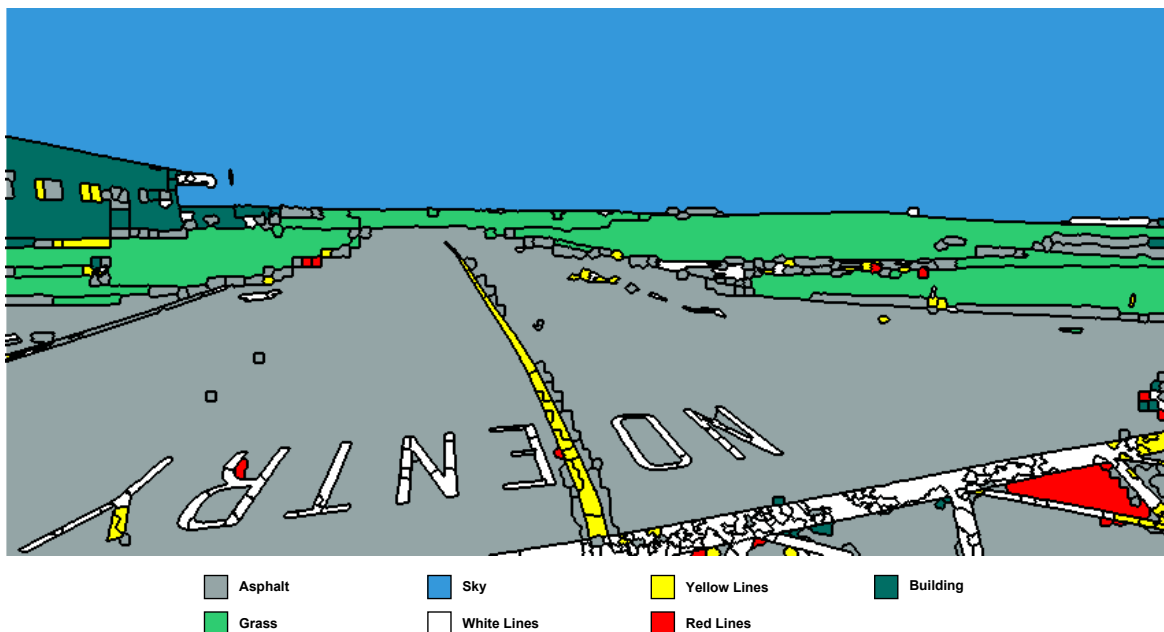 NO ENTRY
Asphalt Sky Yellow Lines Building
Grass White Lines Red Lines